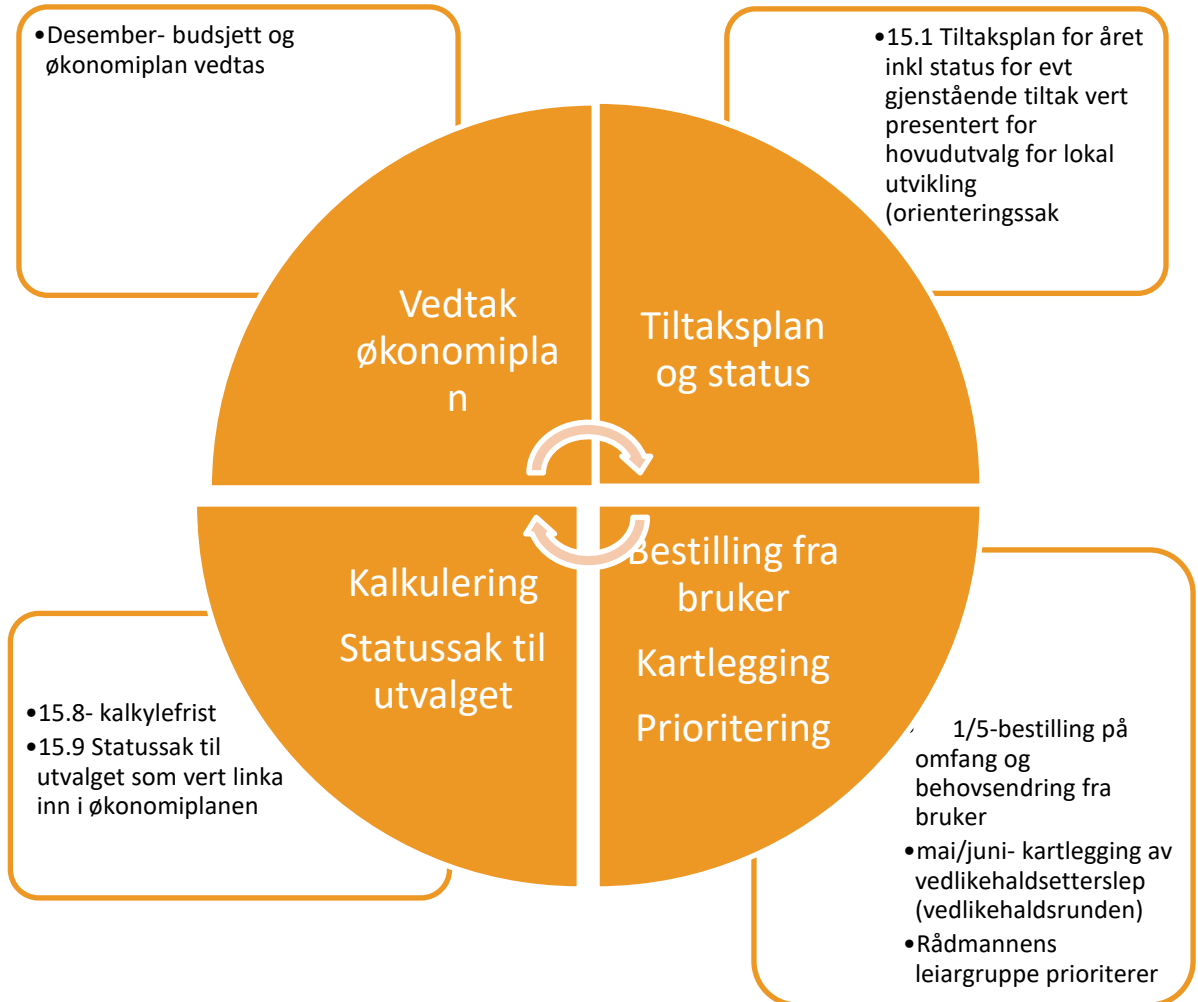 •Desember- budsjett og
økonomiplan vedtas
•15.1 Tiltaksplan for året
inkl status for evt
gjenstående tiltak vert
presentert for
hovudutvalg for lokal
utvikling
(orienteringssak
Vedtak
økonomipla
n
Tiltaksplan
og status
Kalkulering
Statussak til
utvalget
Bestilling fra
bruker
Kartlegging
Prioritering
•15.8- kalkylefrist
•15.9 Statussak til
utvalget som vert linka
inn i økonomiplanen
• 1/5-bestilling på
omfang og
behovsendring fra
bruker
•mai/juni- kartlegging av
vedlikehaldsetterslep
(vedlikehaldsrunden)
•Rådmannens
leiargruppe prioriterer